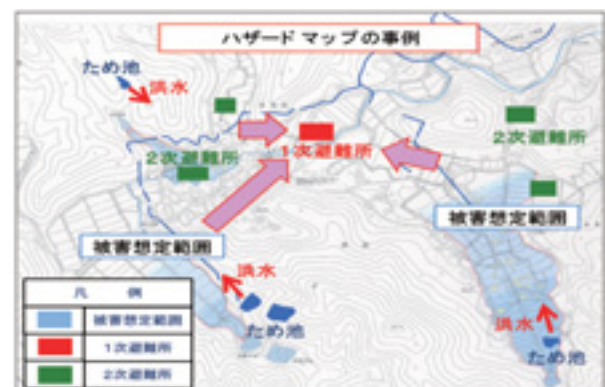 ハザードマップの事例
ため池
洪水
2次避難所
1次避難所
2次避難所
被害想定範囲
被害想定範囲
洪水
ため池
洪水
ため池
凡 例
被害想定範囲
1次避難所
2次避難所